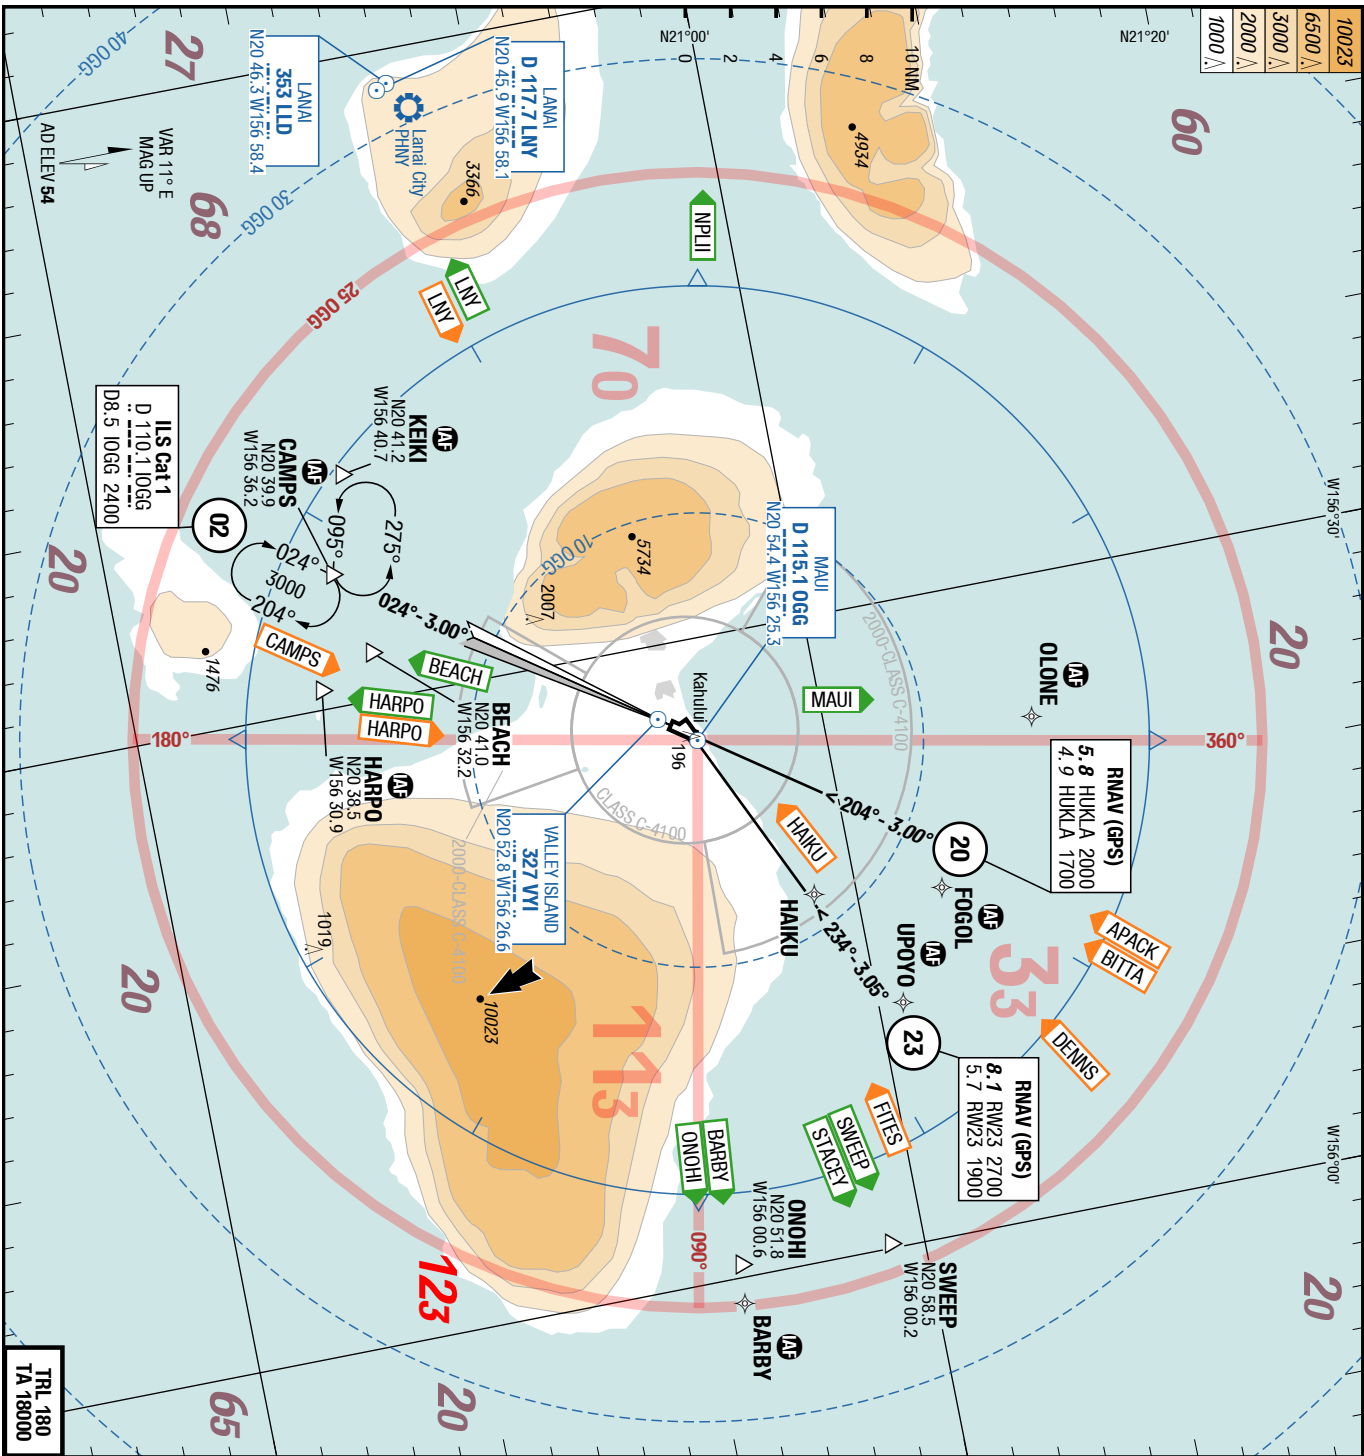 10023
6500
3000
2000
1000
N21°00'
N21°20'
W156°30'
W156°00'
0
2
4
6
8
10 NM
40 OGG
30 OGG
25 OGG
10 OGG
27
68
60
70
33
113
123
20
20
20
20
20
20
65
LANAI
353 LLD
N20 46.3 W156 58.4
LANAI
D 117.7 LNY
N20 45.9 W156 58.1
Lanai City
PHNY
VAR 11° E
MAG UP
AD ELEV 54
3366
4934
NPLII
LNY
LNY
ILS Cat 1
D 110.1 IOGG
D8.5 IOGG 2400
02
IAF
KEIKI
N20 41.2
W156 40.7
IAF
CAMPS
N20 39.9
W156 36.2
275°
095°
024°
3000
204°
024°-3.00°
CAMPS
BEACH
HARPO
HARPO
1476
5734
2007
MAUI
D 115.1 OGG
N20 54.4 W156 25.3
2000-CLASS C-4100
CLASS C-4100
2000-CLASS C-4100
Kahului
196
MAUI
IAF
OLONE
360°
180°
090°
BEACH
N20 41.0
W156 32.2
IAF
HARPO
N20 38.5
W156 30.9
VALLEY ISLAND
327 VYI
N20 52.8 W156 26.6
1019
10023
HAIKU
HAIKU
<204°-3.00°
20
RNAV (GPS)
5.8 HUKLA 2000
4.9 HUKLA 1700
IAF
FOGOL
IAF
UPOYO
< 234°-3.05°
23
RNAV (GPS)
8.1 RW23 2700
5.7 RW23 1900
APACK
BITTA
DENNS
FITES
SWEEP
STACEY
BARBY
ONOHI
ONOHI
N20 51.8
W156 00.6
SWEEP
N20 58.5
W156 00.2
IAF
BARBY
TRL 180
TA 18000